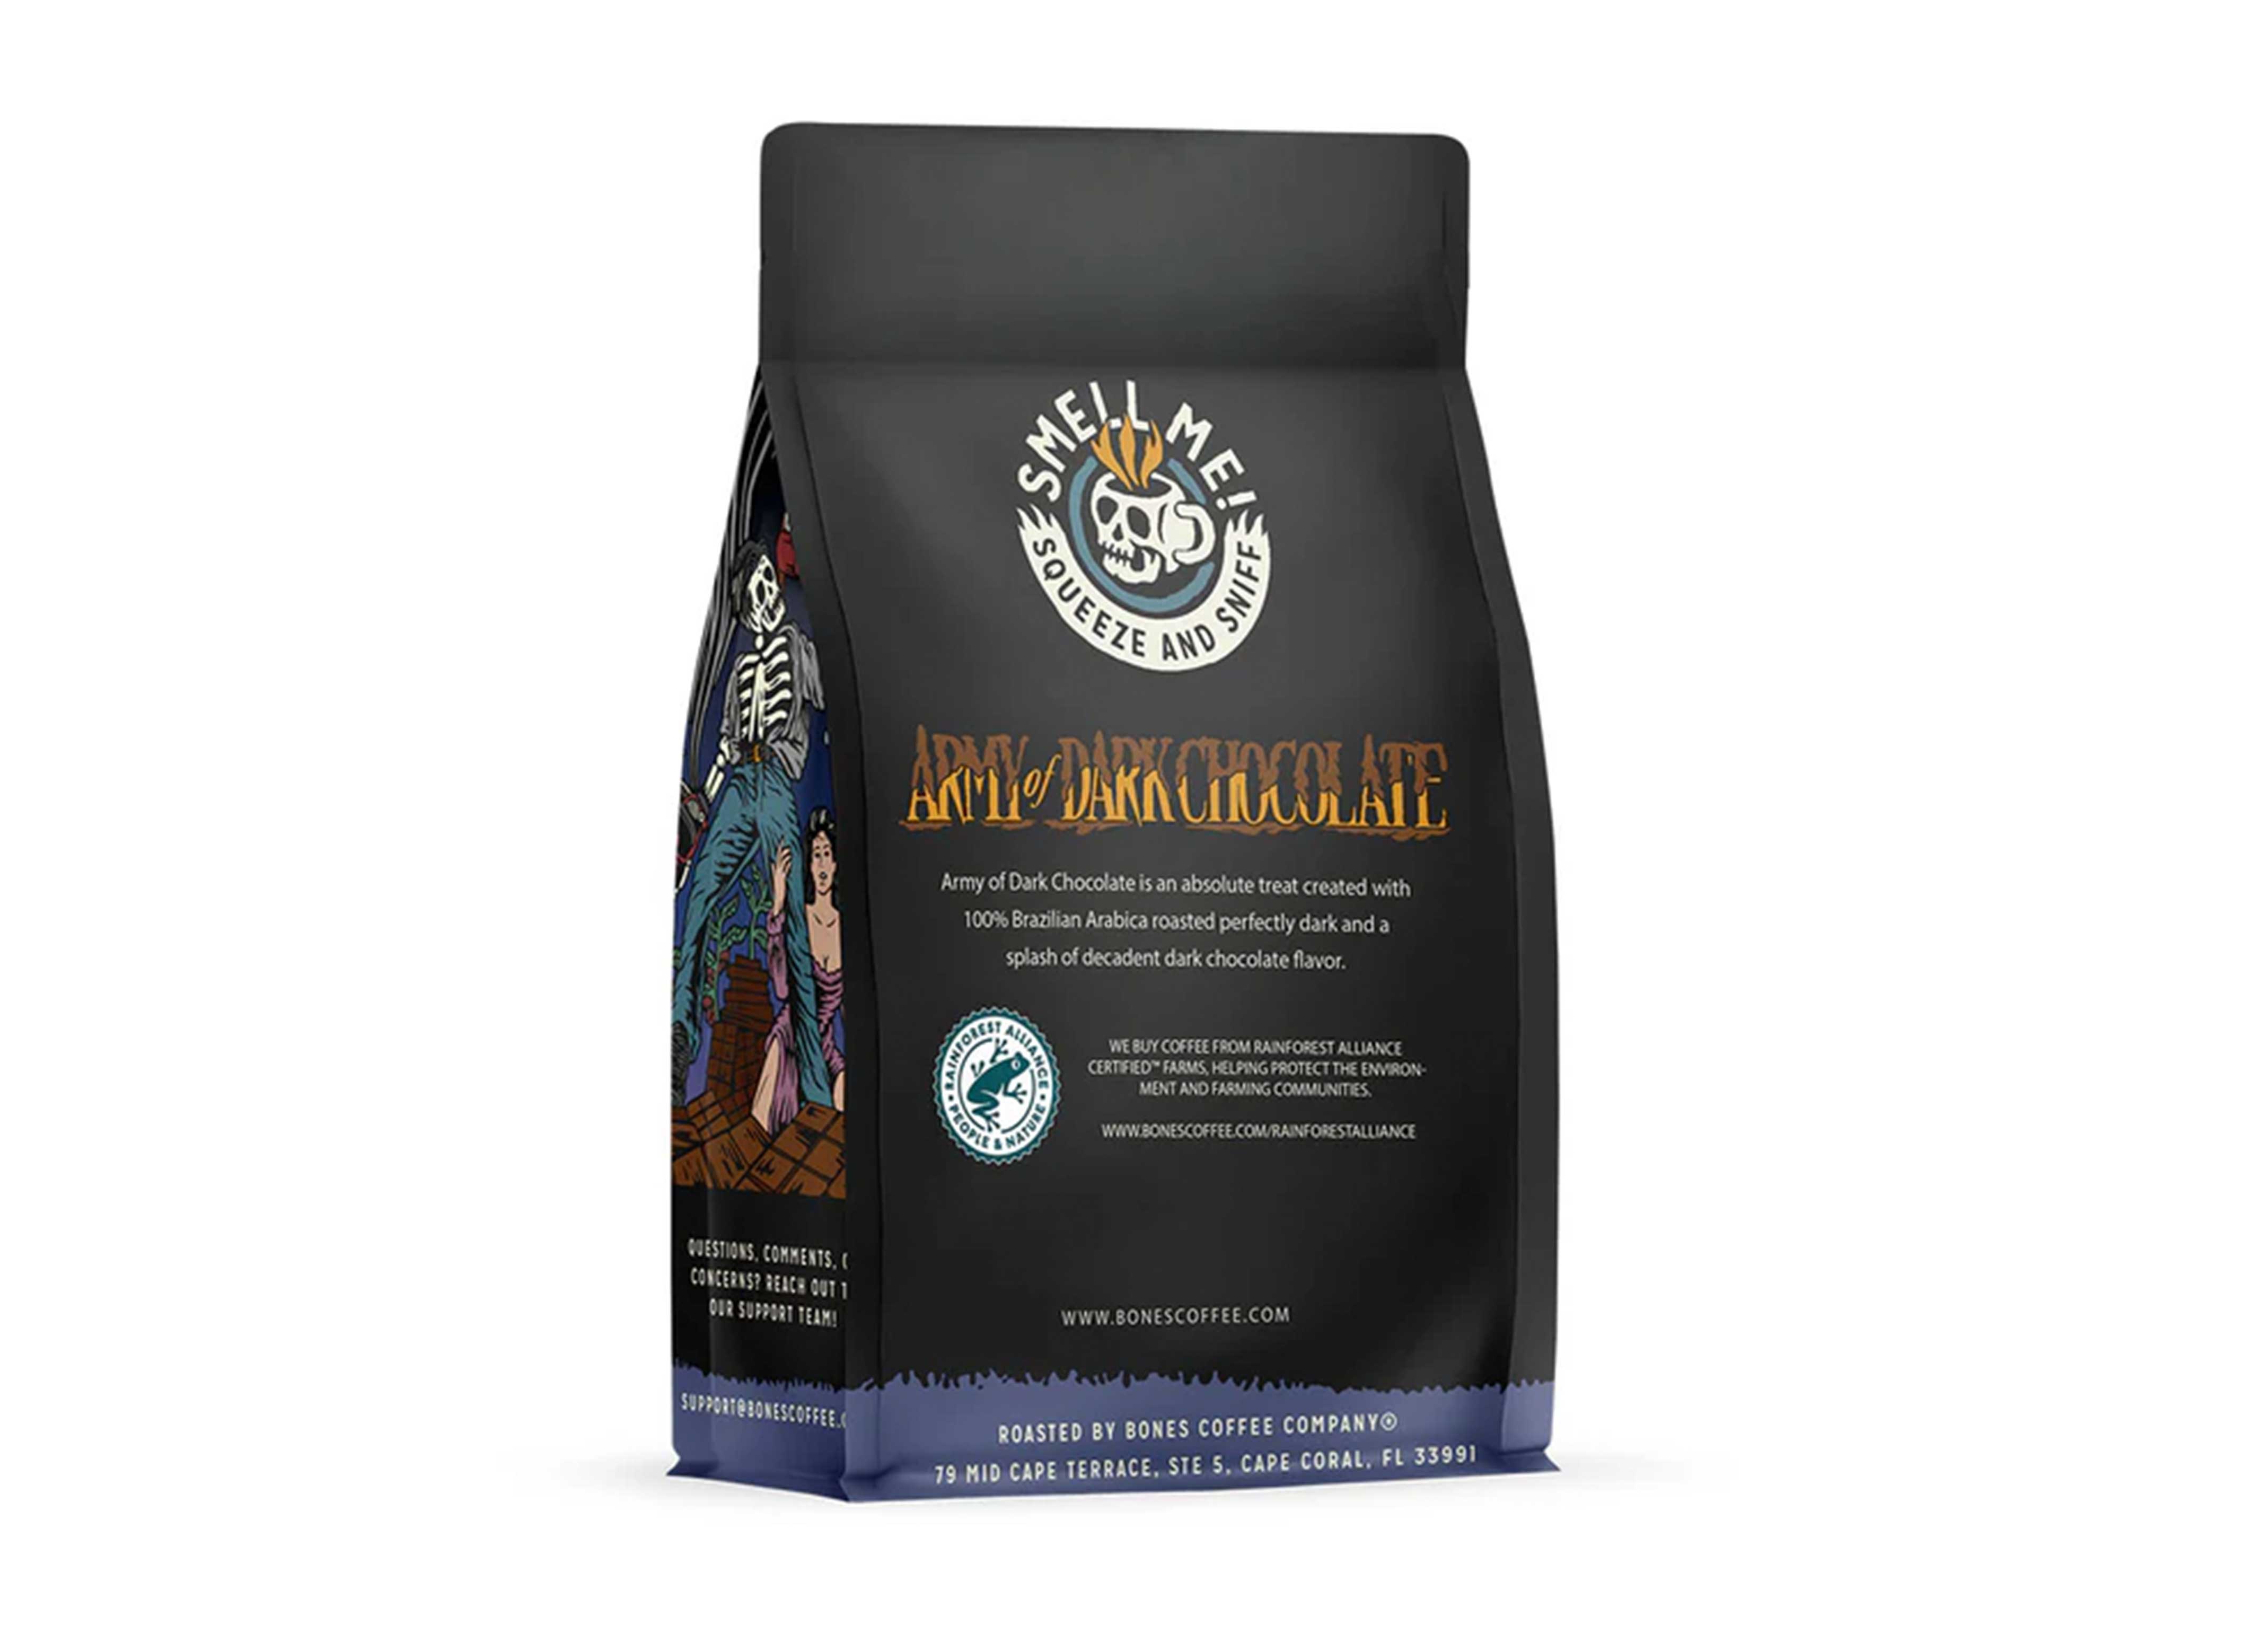 SMELL ME!
SQUEEZE AND SNIFF
ARMY of DARK CHOCOLATE
Army of Dark Chocolate is an absolute treat created with
100% Brazilian Arabica roasted perfectly dark and a
splash of decadent dark chocolate flavor.
RAINFOREST ALLIANCE
• PEOPLE & NATURE •
WE BUY COFFEE FROM RAINFOREST ALLIANCE
CERTIFIED™ FARMS, HELPING PROTECT THE ENVIRON-
MENT AND FARMING COMMUNITIES.
WWW.BONESCOFFEE.COM/RAINFORESTALLIANCE
WWW.BONESCOFFEE.COM
ROASTED BY BONES COFFEE COMPANY®
79 MID CAPE TERRACE, STE 5, CAPE CORAL, FL 33991
QUESTIONS, COMMENTS,
CONCERNS? REACH OUT
OUR SUPPORT TEAM!
SUPPORT@BONESCOFFEE.